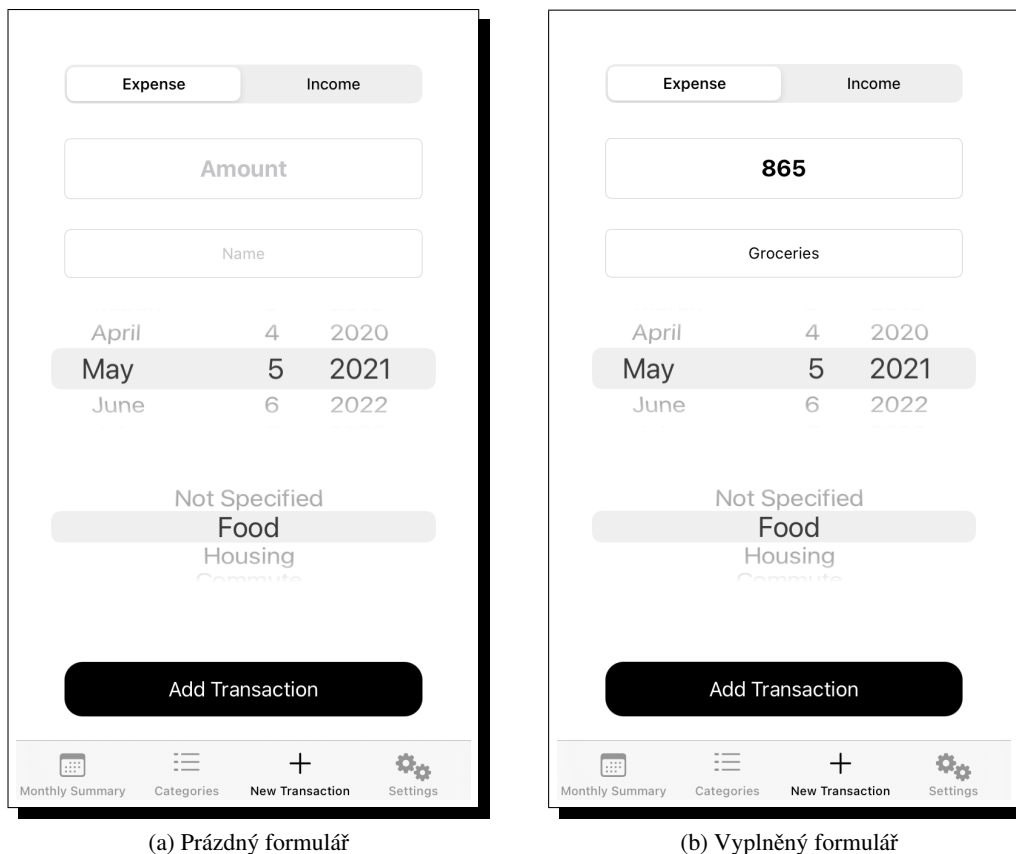 Expense Income
Amount
Name
April 4 2020
May 5 2021
June 6 2022
Not Specified
Food
Housing
Commute
Add Transaction
Monthly Summary Categories New Transaction Settings
(a) Prázdný formulář
Expense Income
865
Groceries
April 4 2020
May 5 2021
June 6 2022
Not Specified
Food
Housing
Commute
Add Transaction
Monthly Summary Categories New Transaction Settings
(b) Vyplněný formulář